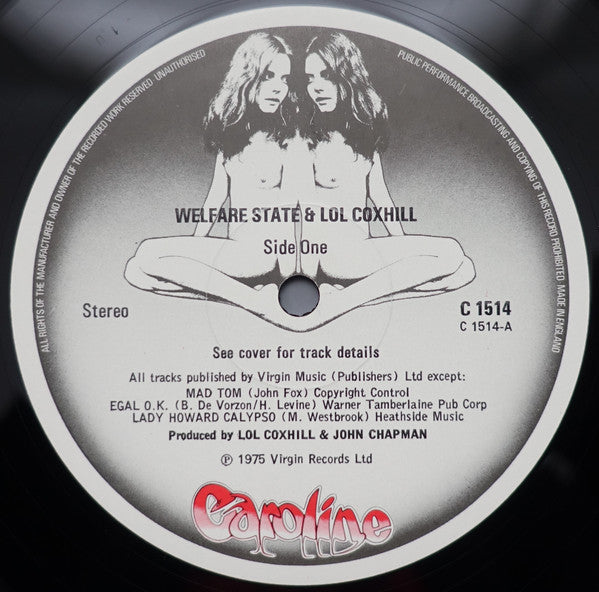 ALL RIGHTS OF THE MANUFACTURER AND OWNER OF THE RECORDED WORK RESERVED · UNAUTHORISED
PUBLIC PERFORMANCE BROADCASTING AND COPYING OF THIS RECORD PROHIBITED · MADE IN ENGLAND
WELFARE STATE & LOL COXHILL
Side One
Stereo
C 1514
C 1514-A
See cover for track details
All tracks published by Virgin Music (Publishers) Ltd except:
MAD TOM (John Fox) Copyright Control
EGAL O.K. (B. De Vorzon/H. Levine) Warner Tamberlaine Pub Corp
LADY HOWARD CALYPSO (M. Westbrook) Heathside Music
Produced by LOL COXHILL & JOHN CHAPMAN
℗ 1975 Virgin Records Ltd
Caroline